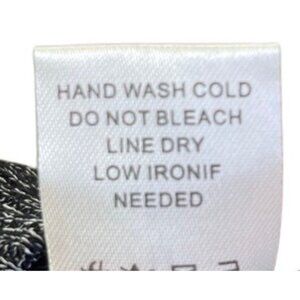 HAND WASH COLD
DO NOT BLEACH
LINE DRY
LOW IRONIF
NEEDED